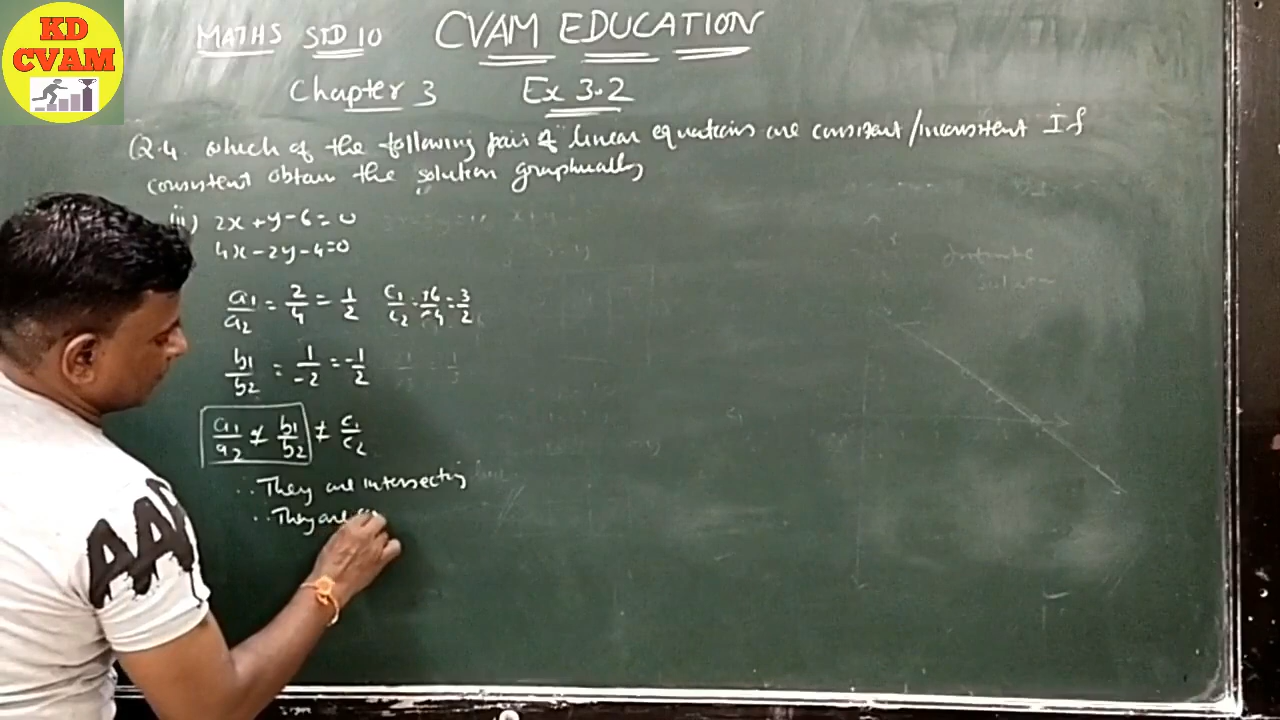 KD
CVAM
MATHS STD 10 CVAM EDUCATION
Chapter 3 Ex 3.2
Q.4. which of the following pair of linear equations are consistent/inconsistent If
consistent obtain the solution graphically
(iii) 2x+y-6=0
4x-2y-4=0
a1/a2 = 2/4 = 1/2 c1/c2 = +6/+4 = 3/2
b1/b2 = 1/-2 = -1/2
a1/a2 ≠ b1/b2 ≠ c1/c2
∴ They are intersecting
∴ They are
AAP